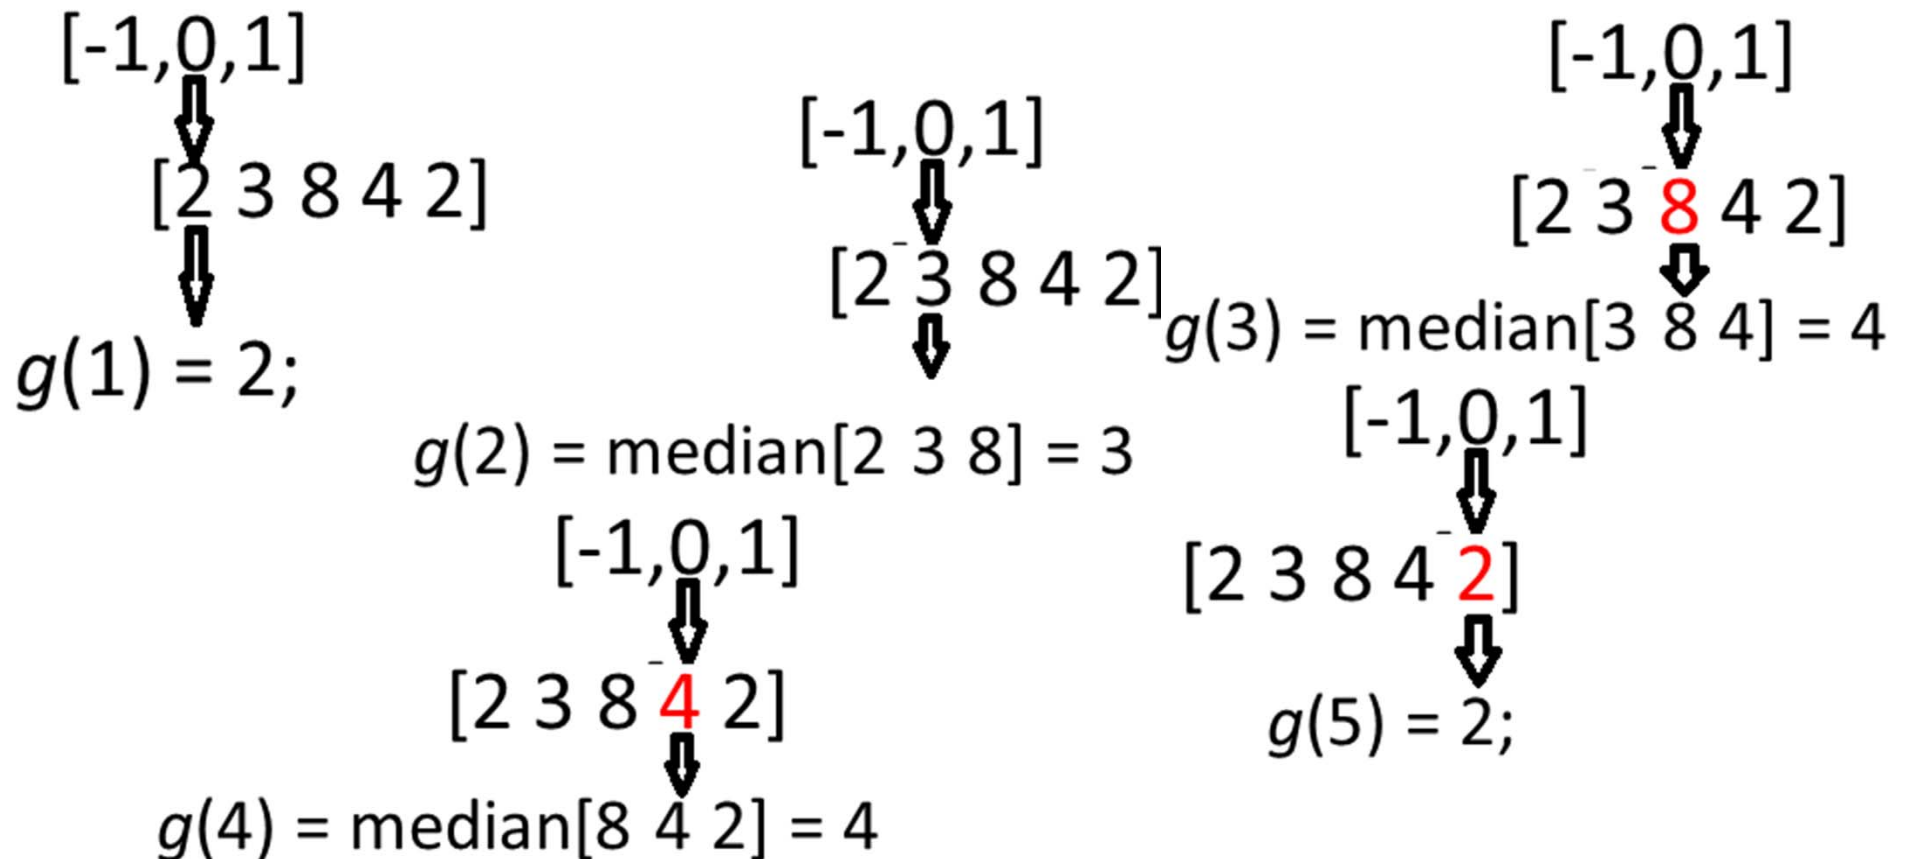 [-1,0,1]
[2 3 8 4 2]
g(1) = 2;
[-1,0,1]
[2 3 8 4 2]
g(2) = median[2 3 8] = 3
[-1,0,1]
[2 3 8 4 2]
g(3) = median[3 8 4] = 4
[-1,0,1]
[2 3 8 4 2]
g(4) = median[8 4 2] = 4
[-1,0,1]
[2 3 8 4 2]
g(5) = 2;